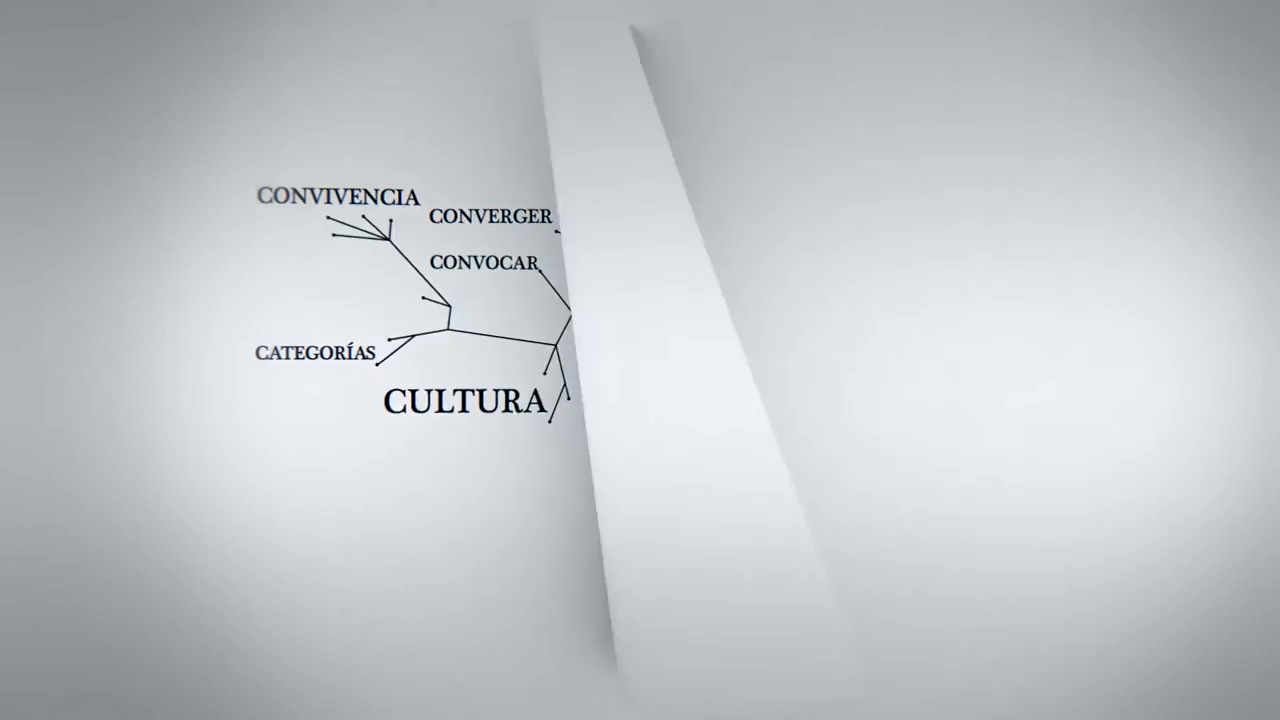 CONVIVENCIA
CONVERGER
CONVOCAR
CATEGORÍAS
CULTURA